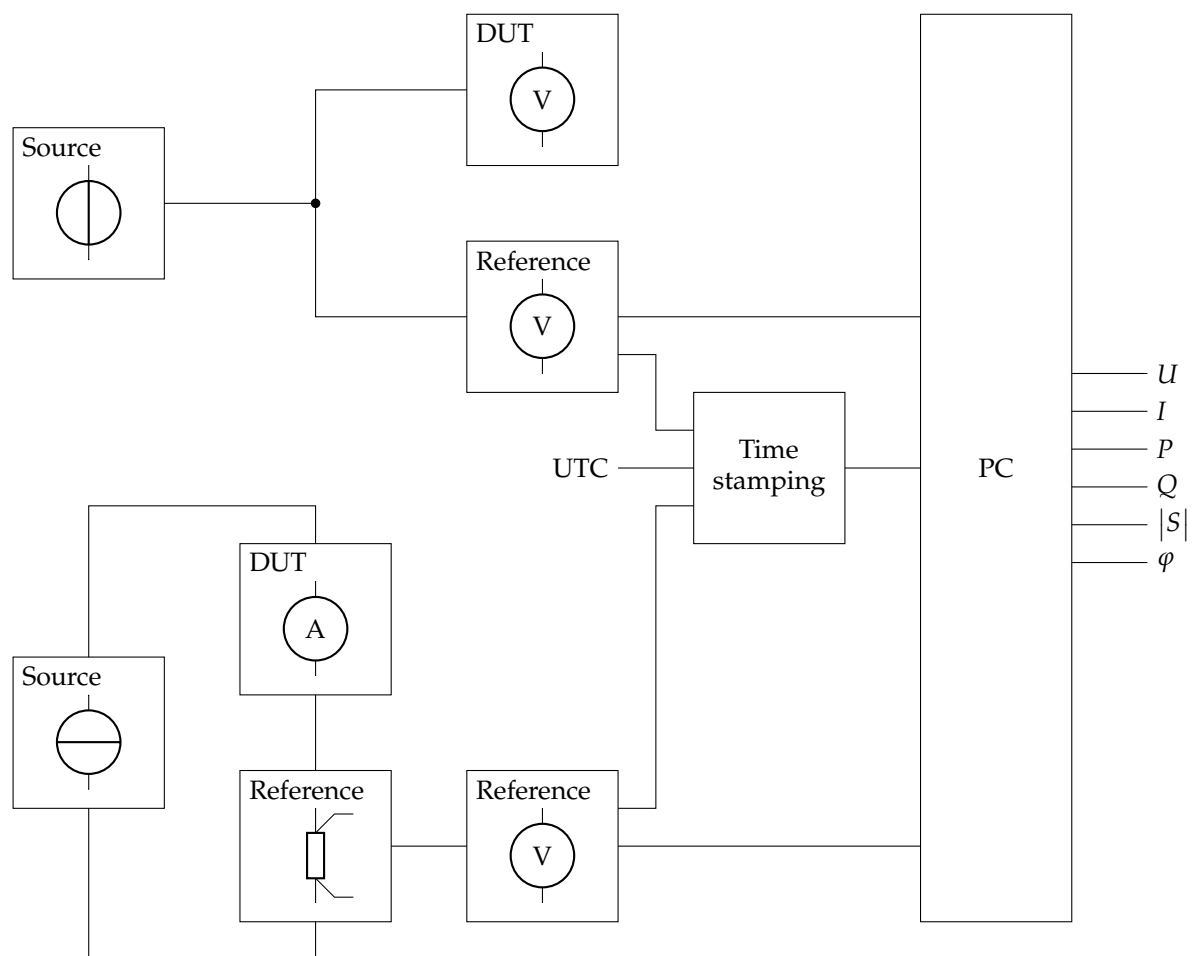 DUT
V
Source
Reference
V
U
I
P
Q
|S|
φ
UTC
Time
stamping
PC
DUT
A
Source
Reference
Reference
V